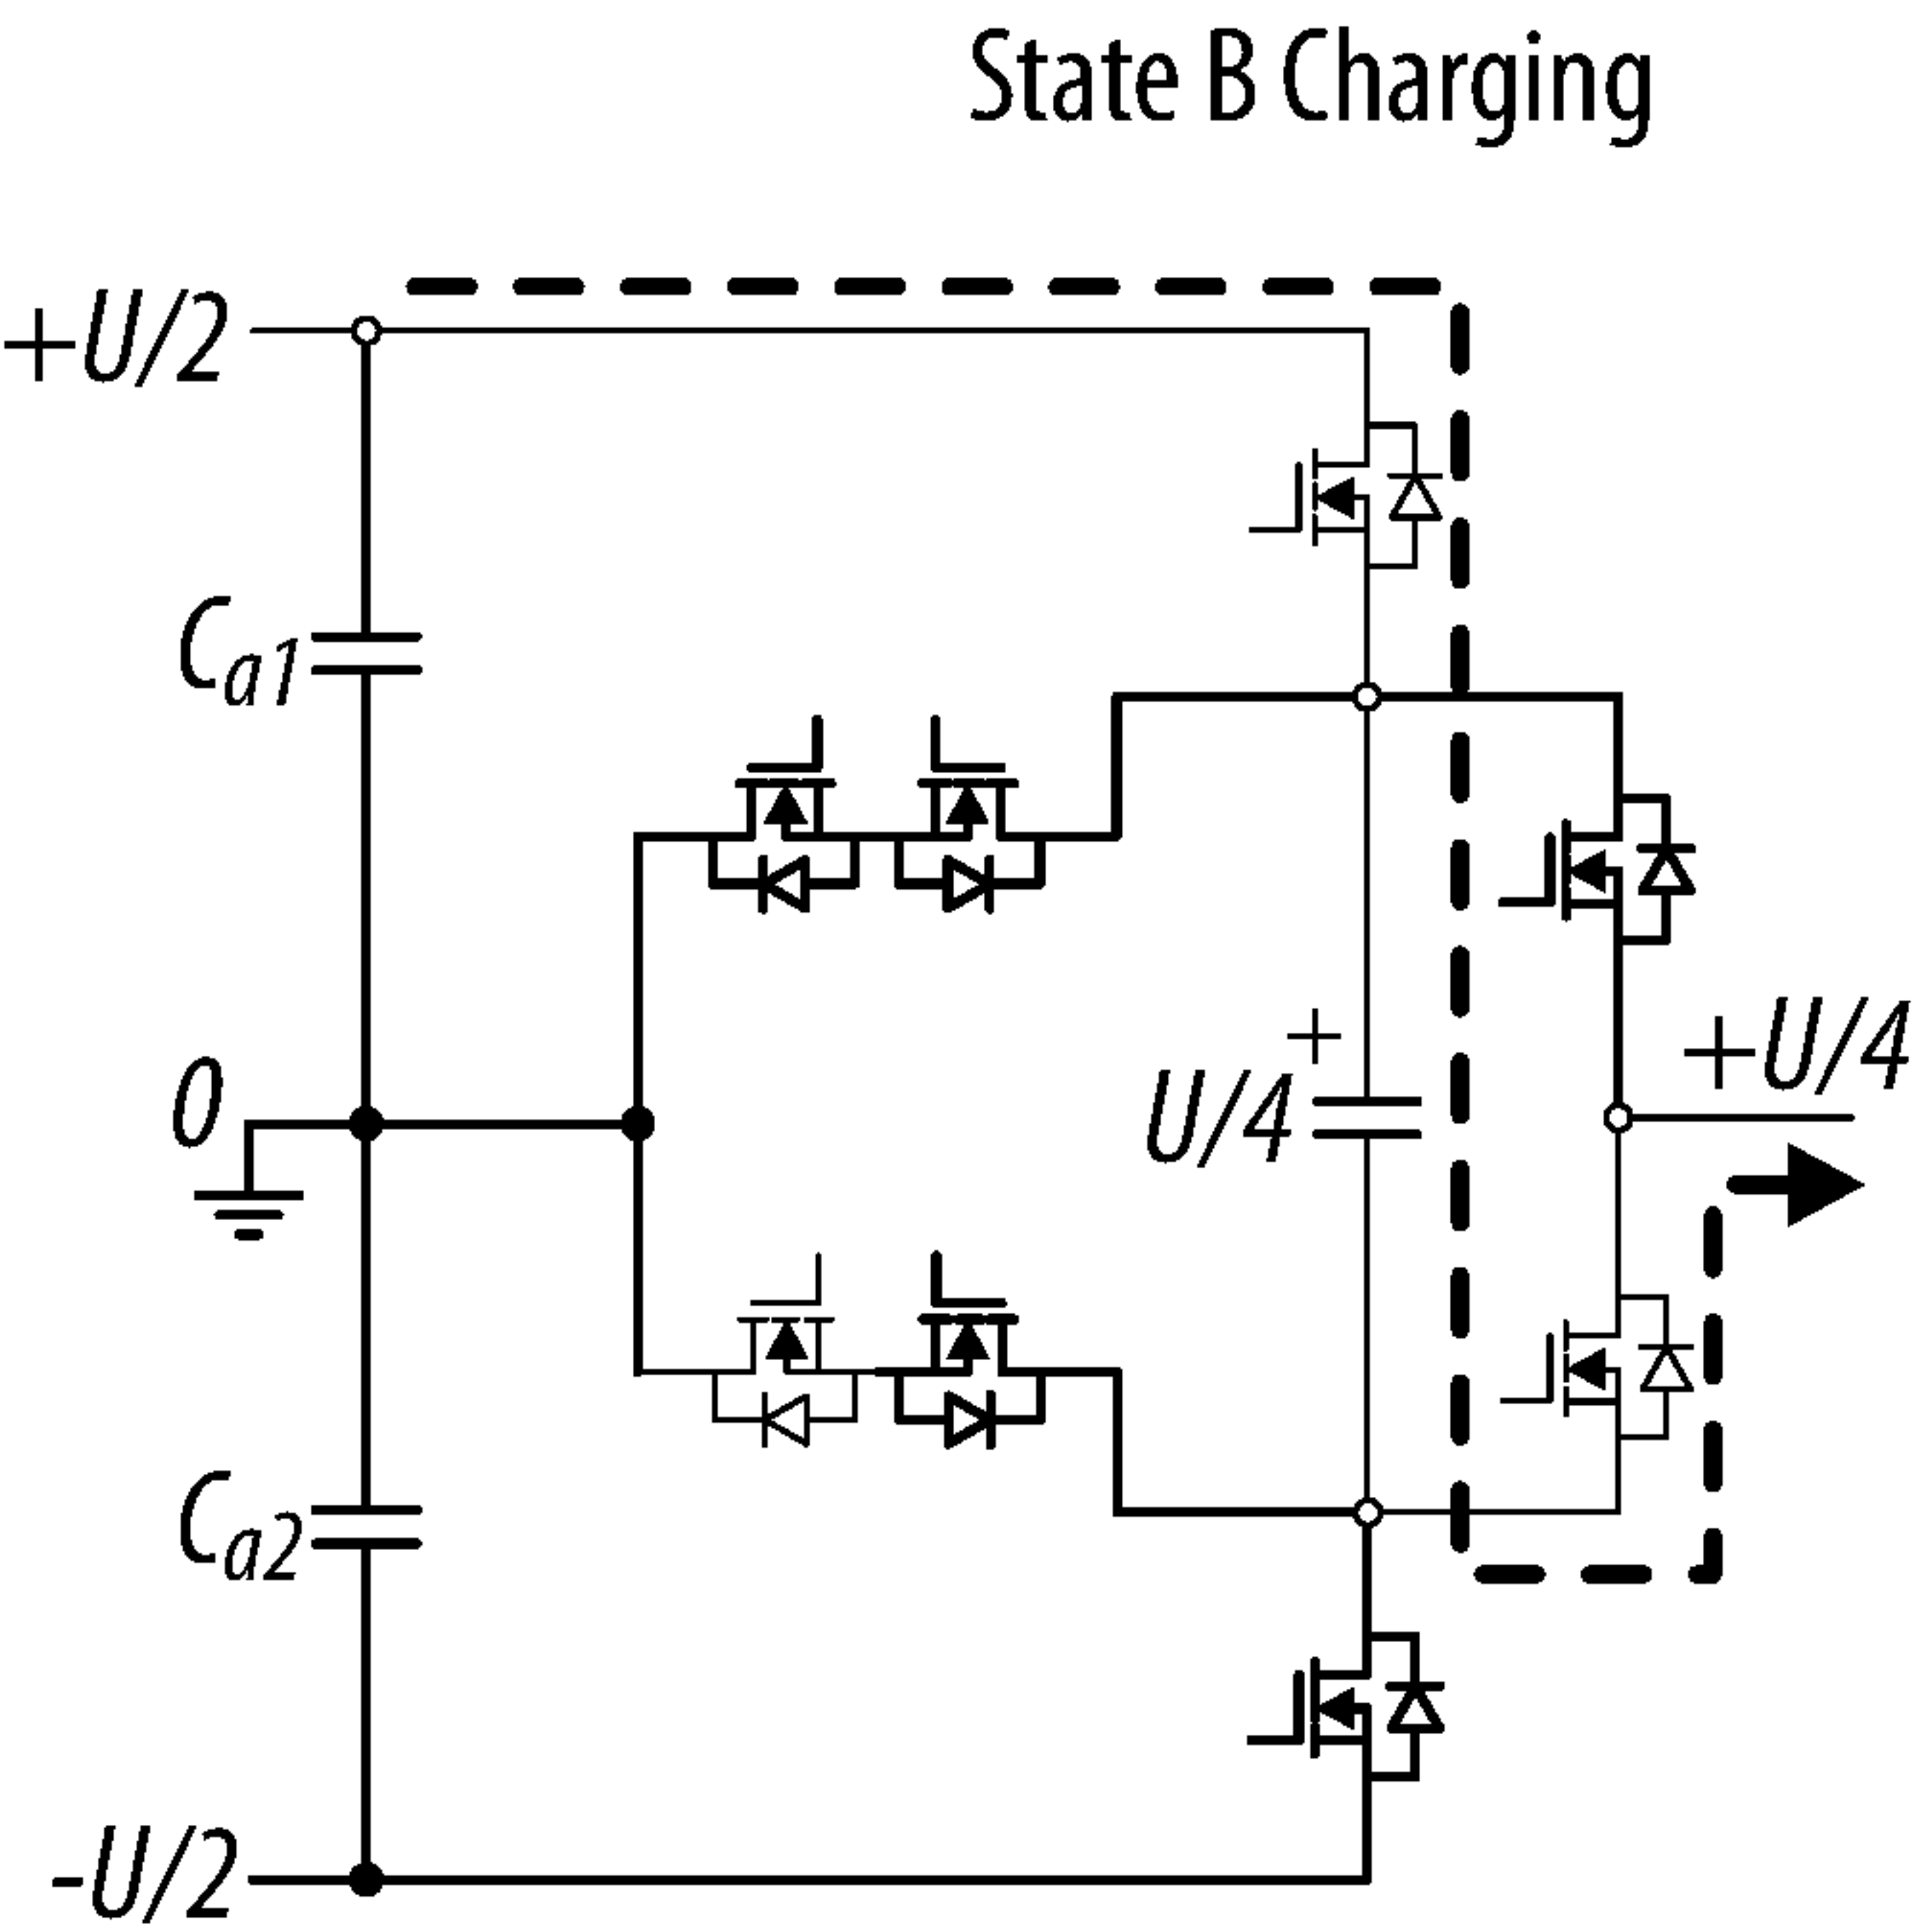 State B Charging
+U/2
Ca1
0
+
U/4
+U/4
Ca2
-U/2